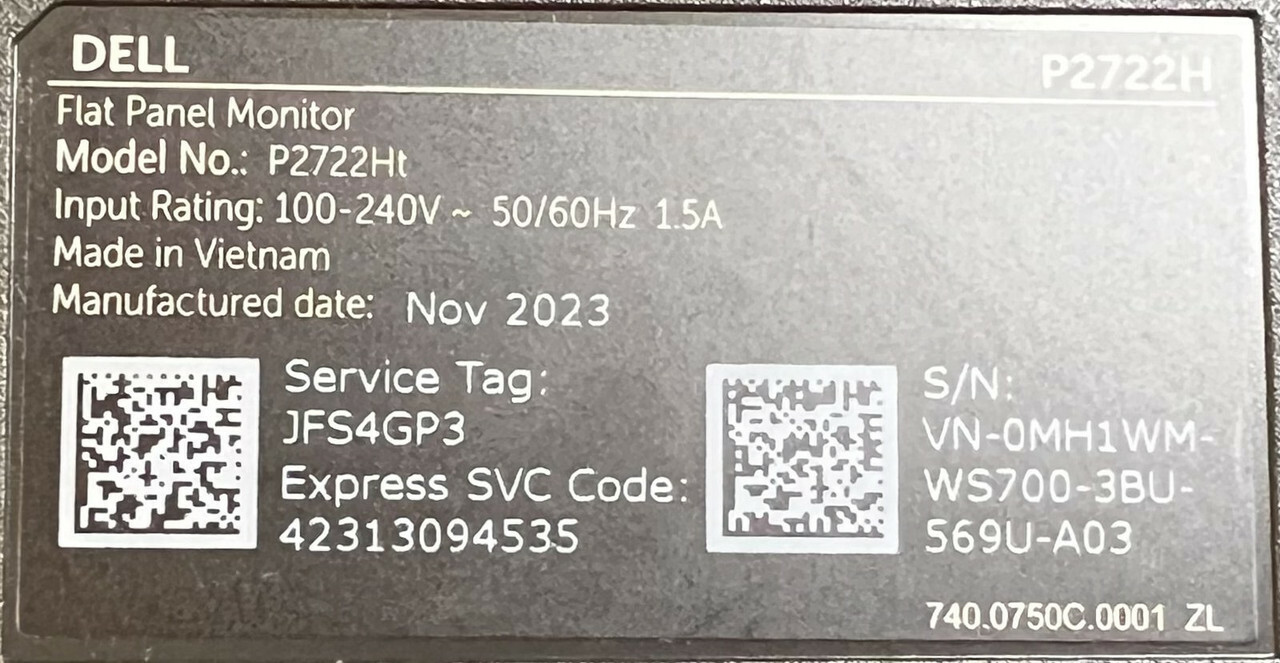 DELL P2722H
Flat Panel Monitor
Model No.: P2722Ht
Input Rating: 100-240V ~ 50/60Hz 1.5A
Made in Vietnam
Manufactured date: Nov 2023
Service Tag:
JFS4GP3
Express SVC Code:
42313094535
S/N:
VN-0MH1WM-
WS700-3BU-
569U-A03
740.0750C.0001 ZL